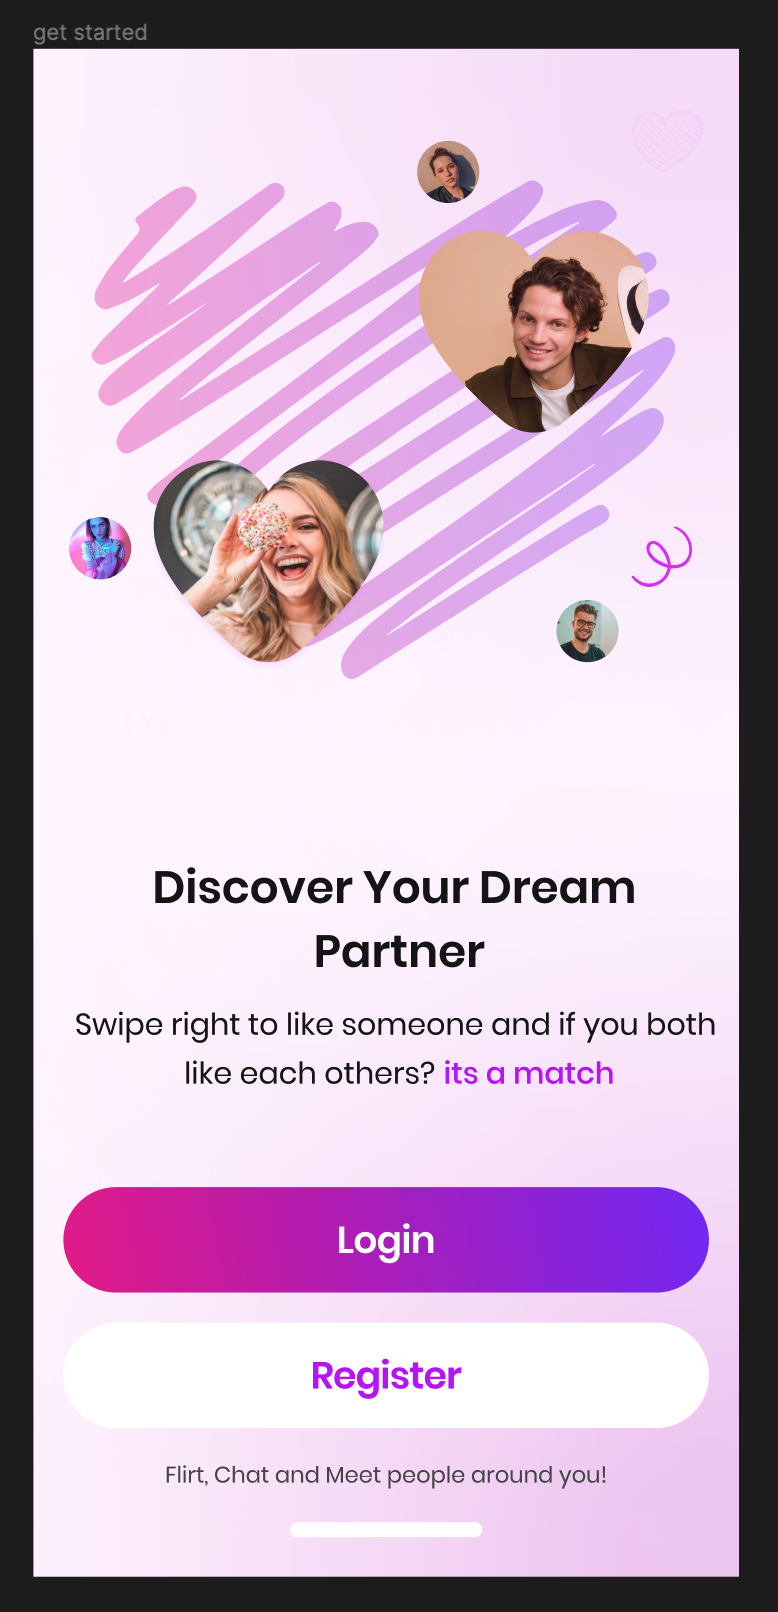 get started
Discover Your Dream
Partner
Swipe right to like someone and if you both
like each others? its a match
Login
Register
Flirt, Chat and Meet people around you!